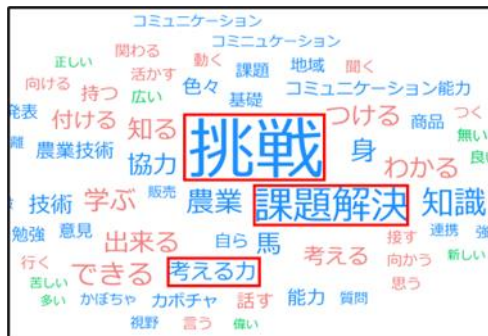 コミュニケーション
関わる コミニュケーション
正しい 動く 課題 地域 聞く
向ける 持つ 活かす 色々 コミュニケーション能力
広い 基礎
発表 付ける 知る 挑戦 つける 商品 つく
離 農業技術 協力 身 わかる 無い
良い
技術 学ぶ 販売 農業 課題解決 知識
勉強 意見 出来る 自ら 馬 考える 接す 連携 強
行く できる 考える力 向かう 新しい
苦しい 思う
多い かぼちゃ カボチャ 話す 能力 質問
視野 言う 偉い